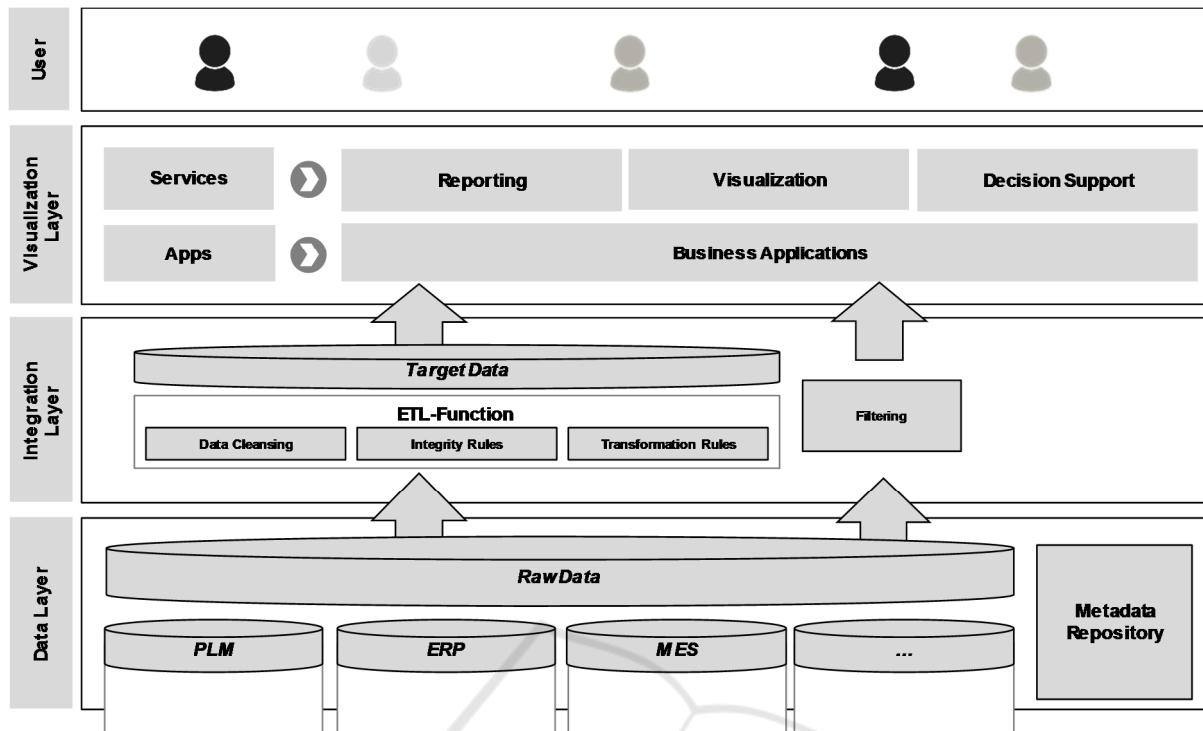 User
Visualization
Layer
Services
Reporting
Visualization
Decision Support
Apps
Business Applications
Integration
Layer
Target Data
ETL-Function
Data Cleansing
Integrity Rules
Transformation Rules
Filtering
Data Layer
Raw Data
Metadada
Repository
PLM
ERP
MES
...